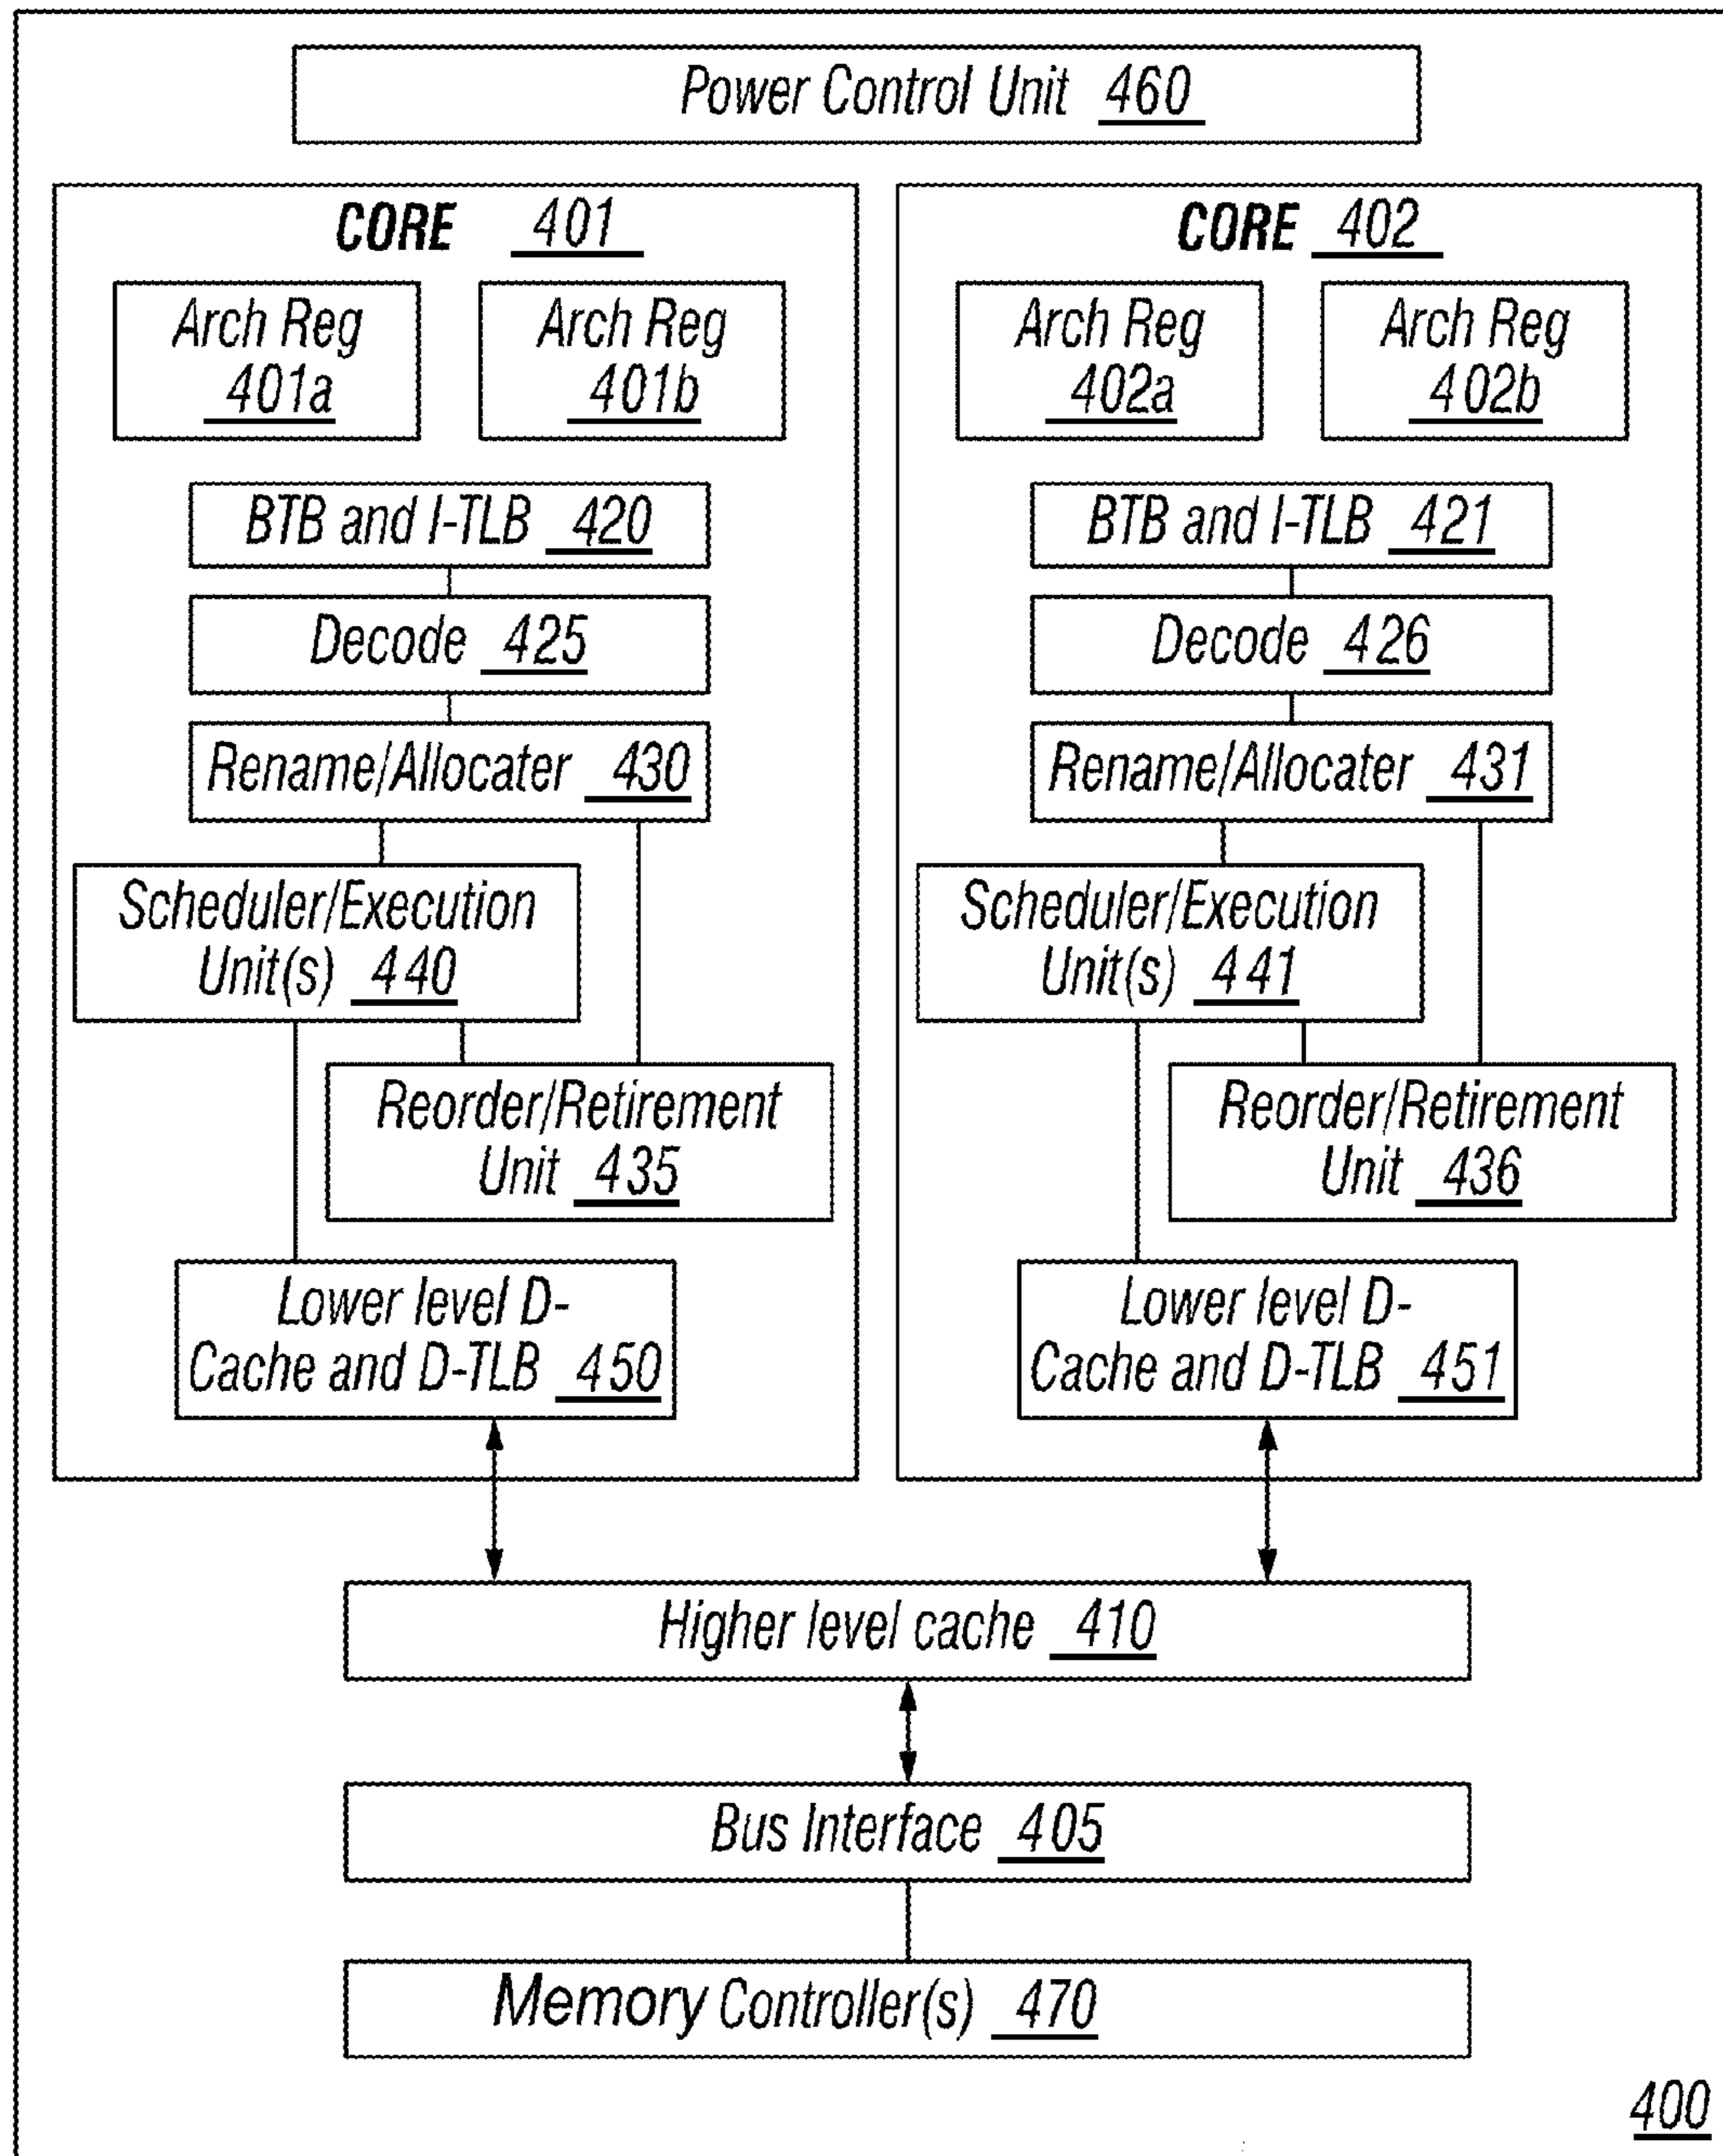 Power Control Unit 460
CORE 401
Arch Reg
401a
Arch Reg
401b
BTB and I-TLB 420
Decode 425
Rename/Allocater 430
Scheduler/Execution
Unit(s) 440
Reorder/Retirement
Unit 435
Lower level D-
Cache and D-TLB 450
CORE 402
Arch Reg
402a
Arch Reg
402b
BTB and I-TLB 421
Decode 426
Rename/Allocater 431
Scheduler/Execution
Unit(s) 441
Reorder/Retirement
Unit 436
Lower level D-
Cache and D-TLB 451
Higher level cache 410
Bus Interface 405
Memory Controller(s) 470
400